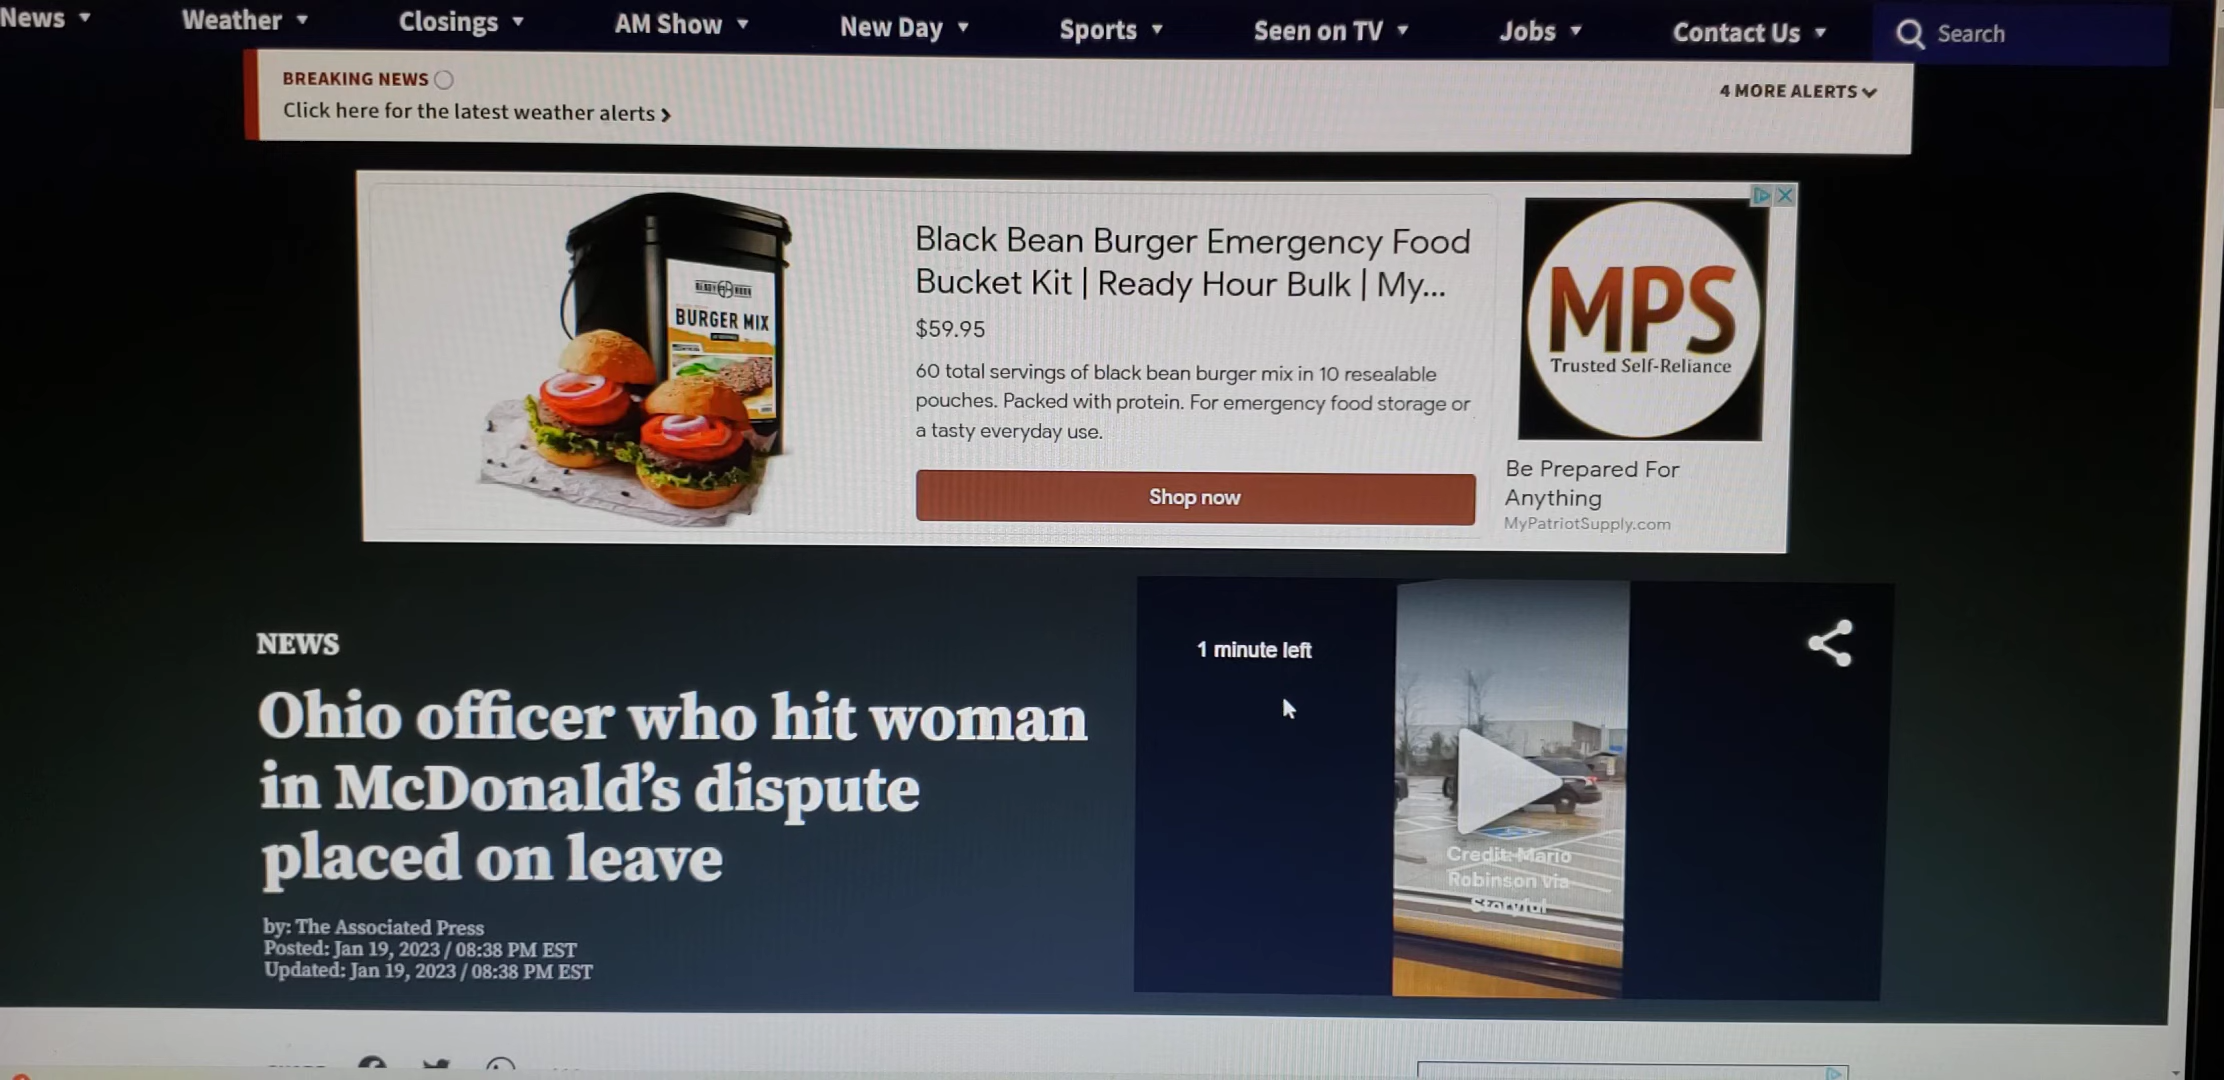 News
Weather
Closings
AM Show
New Day
Sports
Seen on TV
Jobs
Contact Us
Search
BREAKING NEWS
Click here for the latest weather alerts
4 MORE ALERTS
Black Bean Burger Emergency Food
Bucket Kit | Ready Hour Bulk | My...
$59.95
60 total servings of black bean burger mix in 10 resealable
pouches. Packed with protein. For emergency food storage or
a tasty everyday use.
Shop now
READY HOUR
BURGER MIX
MPS
Trusted Self-Reliance
Be Prepared For
Anything
MyPatriotSupply.com
NEWS
Ohio officer who hit woman
in McDonald's dispute
placed on leave
by: The Associated Press
Posted: Jan 19, 2023 / 08:38 PM EST
Updated: Jan 19, 2023 / 08:38 PM EST
1 minute left
Credit: Mario
Robinson via
Storyful